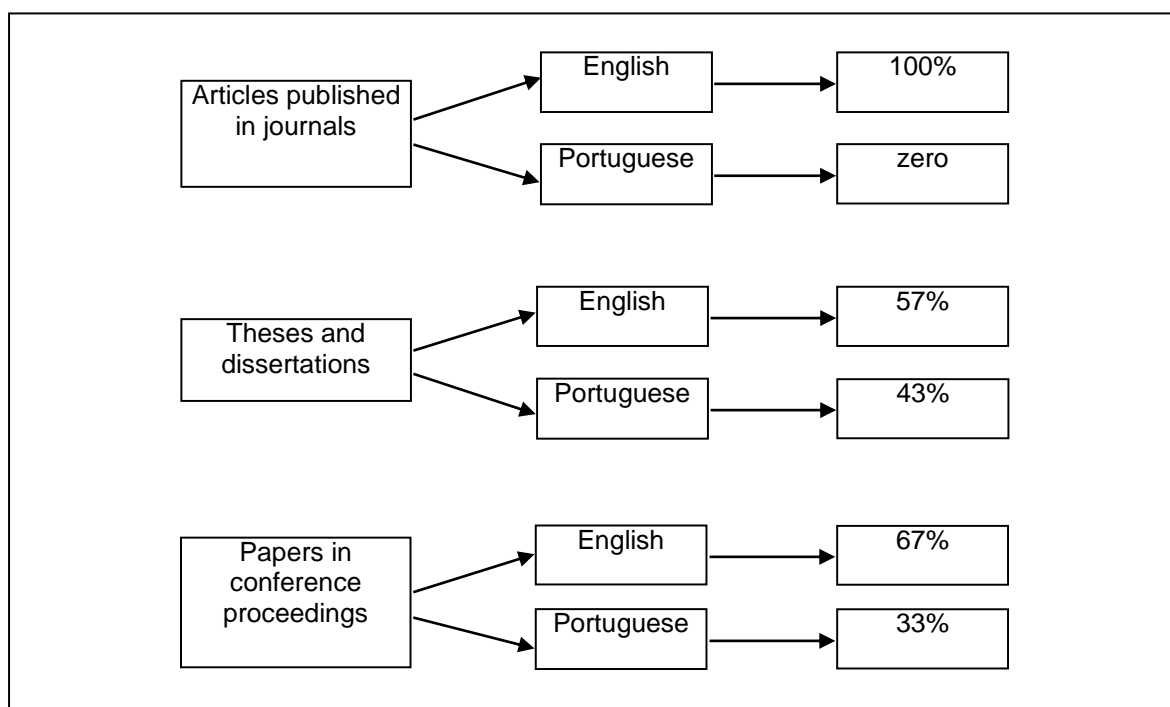 Articles published
in journals
English
100%
Portuguese
zero
Theses and
dissertations
English
57%
Portuguese
43%
Papers in
conference
proceedings
English
67%
Portuguese
33%